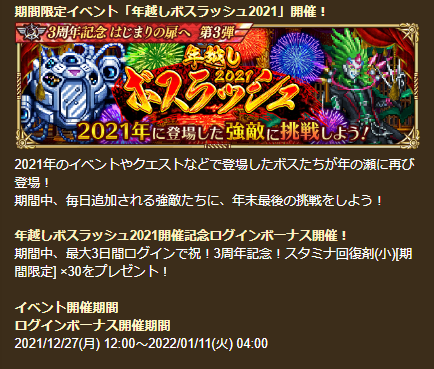 期間限定イベント「年越しボスラッシュ2021」開催！
3周年記念 はじまりの扉へ 第3弾
年越し
2021
ボスラッシュ
2021年に登場した強敵に挑戦しよう！
2021年のイベントやクエストなどで登場したボスたちが年の瀬に再び
登場！
期間中、毎日追加される強敵たちに、年末最後の挑戦をしよう！
年越しボスラッシュ2021開催記念ログインボーナス開催！
期間中、最大3日間ログインで祝！3周年記念！スタミナ回復剤(小)[期
間限定] ×30をプレゼント！
イベント開催期間
ログインボーナス開催期間
2021/12/27(月) 12:00～2022/01/11(火) 04:00